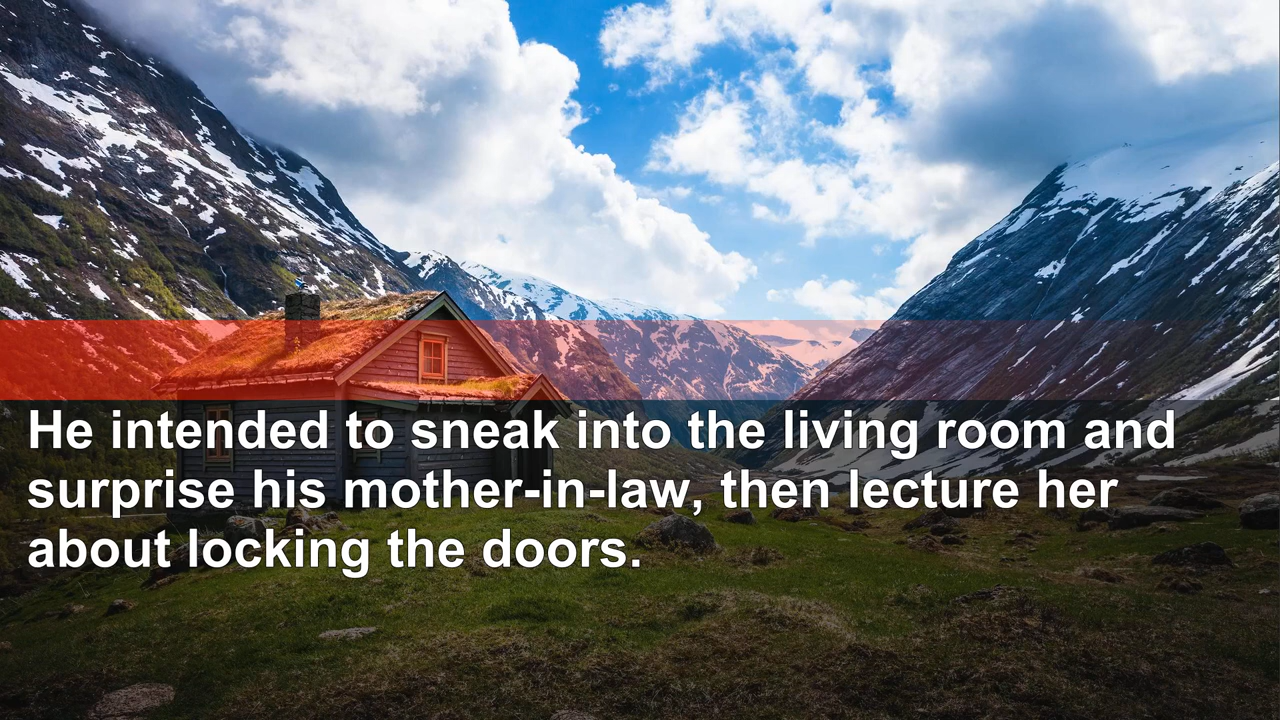 He intended to sneak into the living room and
surprise his mother-in-law, then lecture her
about locking the doors.